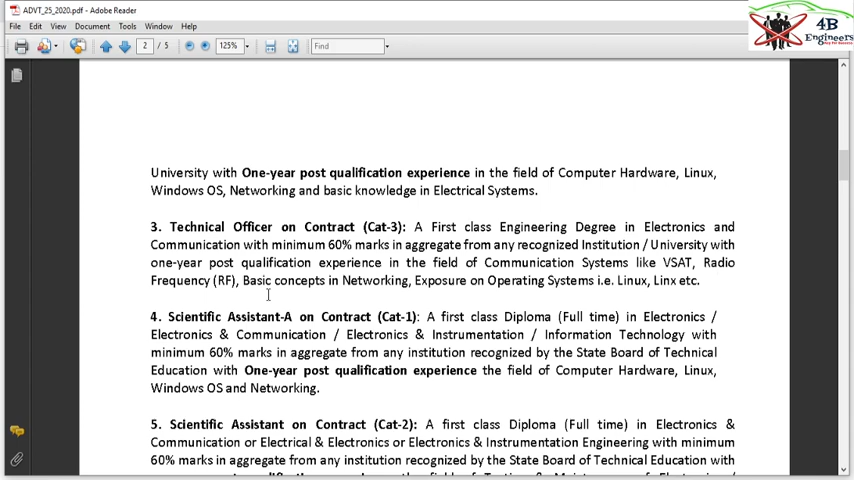 ADVT_25_2020.pdf - Adobe Reader
File Edit View Document Tools Window Help
2 / 5 125% Find
4B
Engineers
University with One-year post qualification experience in the field of Computer Hardware, Linux,
Windows OS, Networking and basic knowledge in Electrical Systems.
3. Technical Officer on Contract (Cat-3): A First class Engineering Degree in Electronics and
Communication with minimum 60% marks in aggregate from any recognized Institution / University with
one-year post qualification experience in the field of Communication Systems like VSAT, Radio
Frequency (RF), Basic concepts in Networking, Exposure on Operating Systems i.e. Linux, Linx etc.
4. Scientific Assistant-A on Contract (Cat-1): A first class Diploma (Full time) in Electronics /
Electronics & Communication / Electronics & Instrumentation / Information Technology with
minimum 60% marks in aggregate from any institution recognized by the State Board of Technical
Education with One-year post qualification experience the field of Computer Hardware, Linux,
Windows OS and Networking.
5. Scientific Assistant on Contract (Cat-2): A first class Diploma (Full time) in Electronics &
Communication or Electrical & Electronics or Electronics & Instrumentation Engineering with minimum
60% marks in aggregate from any institution recognized by the State Board of Technical Education with